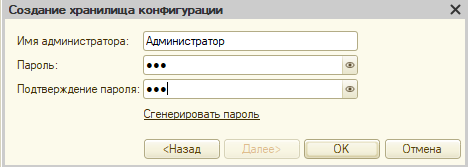 Создание хранилища конфигурации
Имя администратора: Администратор
Пароль: •••
Подтверждение пароля: •••
Сгенерировать пароль
<Назад Далее> OK Отмена